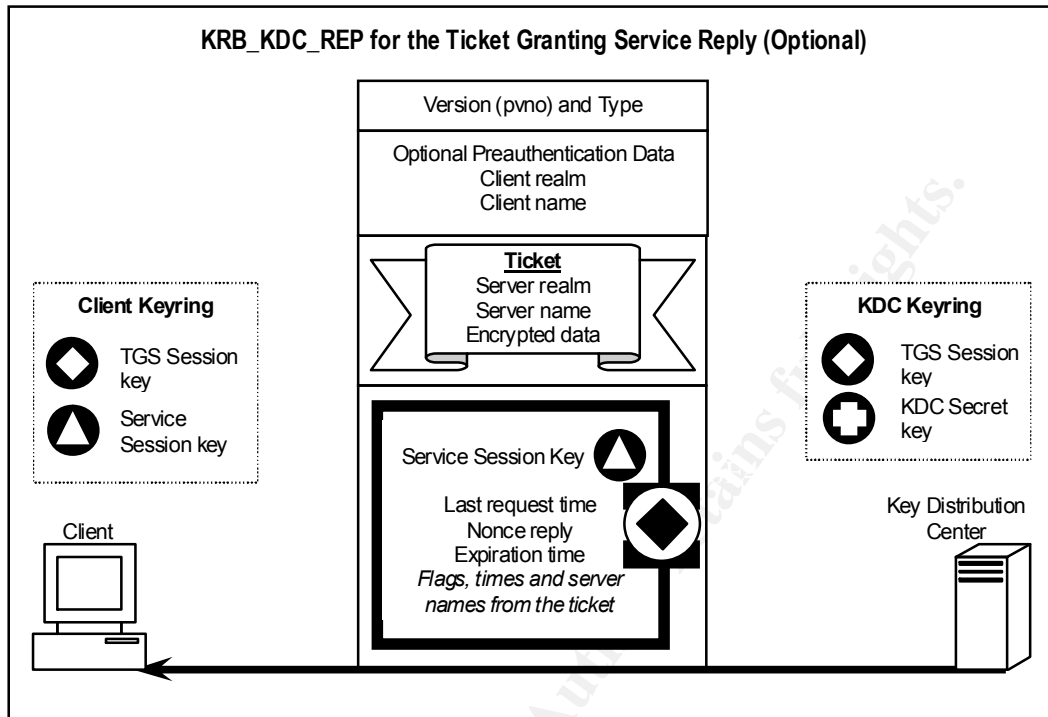 KRB_KDC_REP for the Ticket Granting Service Reply (Optional)
Version (pvno) and Type
Optional Preauthentication Data
Client realm
Client name
Ticket
Server realm
Server name
Encrypted data
Client Keyring
TGS Session
key
Service
Session key
KDC Keyring
TGS Session
key
KDC Secret
key
Service Session Key
Last request time
Nonce reply
Expiration time
Flags, times and server
names from the ticket
Client
Key Distribution
Center